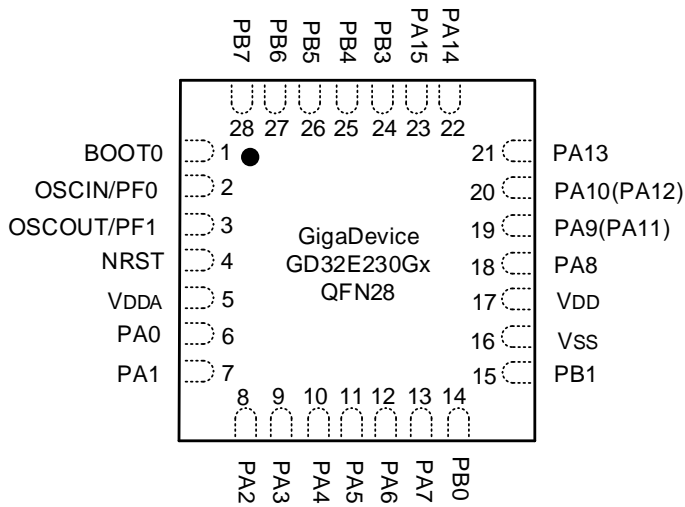 PB7 PB6 PB5 PB4 PB3 PA15 PA14
28 27 26 25 24 23 22
BOOT0 1
OSCIN/PF0 2
OSCOUT/PF1 3
NRST 4
VDDA 5
PA0 6
PA1 7
21 PA13
20 PA10(PA12)
19 PA9(PA11)
18 PA8
17 VDD
16 VSS
15 PB1
GigaDevice
GD32E230Gx
QFN28
8 9 10 11 12 13 14
PA2 PA3 PA4 PA5 PA6 PA7 PB0